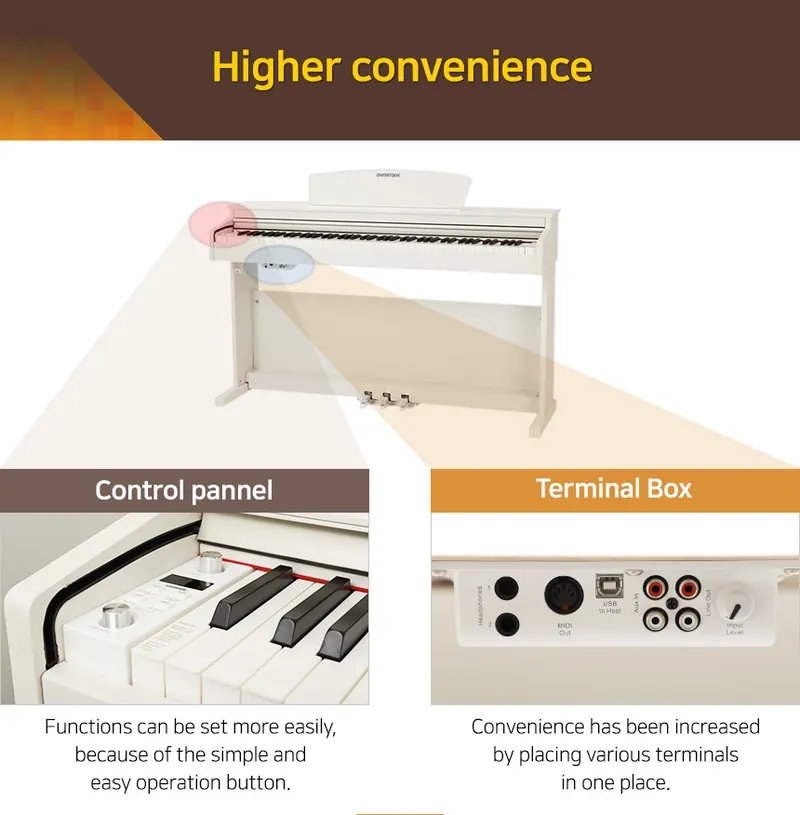 Higher convenience
DYNATONE
Control pannel
Terminal Box
Headphones
1
2
MIDI
Out
USB
to Host
Aux In
Line Out
Input
Level
Functions can be set more easily,
because of the simple and
easy operation button.
Convenience has been increased
by placing various terminals
in one place.